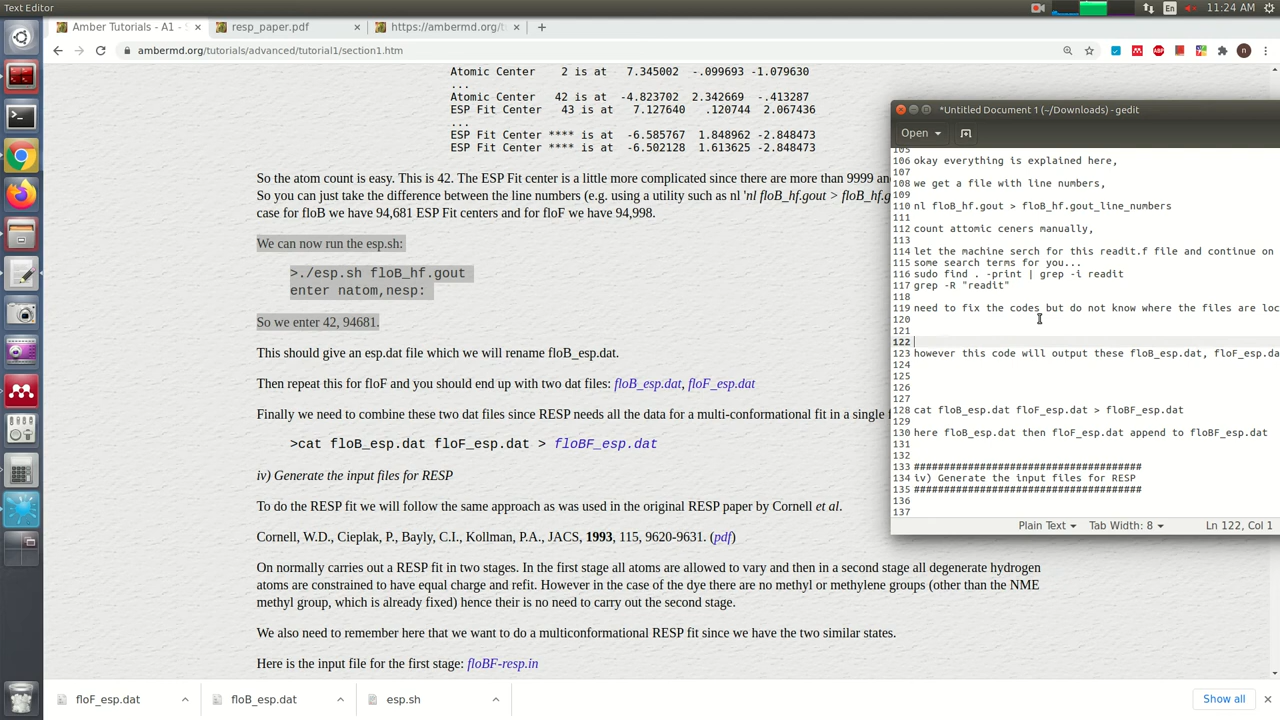 Text Editor
En
11:24 AM
Amber Tutorials - A1 -
resp_paper.pdf
https://ambermd.org/t
ambermd.org/tutorials/advanced/tutorial1/section1.htm
n
Atomic Center 2 is at 7.345002 -.099693 -1.079630
...
Atomic Center 42 is at -4.823702 2.342669 -.413287
ESP Fit Center 43 is at 7.127640 .120744 2.067436
...
ESP Fit Center **** is at -6.585767 1.848962 -2.848473
ESP Fit Center **** is at -6.502128 1.613625 -2.848473
So the atom count is easy. This is 42. The ESP Fit center is a little more complicated since there are more than 9999 an
So you can just take the difference between the line numbers (e.g. using a utility such as nl 'nl floB_hf.gout > floB_hf.g
case for floB we have 94,681 ESP Fit centers and for floF we have 94,998.
We can now run the esp.sh:
>./esp.sh floB_hf.gout
enter natom,nesp:
So we enter 42, 94681.
This should give an esp.dat file which we will rename floB_esp.dat.
Then repeat this for floF and you should end up with two dat files: floB_esp.dat, floF_esp.dat
Finally we need to combine these two dat files since RESP needs all the data for a multi-conformational fit in a single f
>cat floB_esp.dat floF_esp.dat > floBF_esp.dat
iv) Generate the input files for RESP
To do the RESP fit we will follow the same approach as was used in the original RESP paper by Cornell et al.
Cornell, W.D., Cieplak, P., Bayly, C.I., Kollman, P.A., JACS, 1993, 115, 9620-9631. (pdf)
On normally carries out a RESP fit in two stages. In the first stage all atoms are allowed to vary and then in a second stage all degenerate hydrogen
atoms are constrained to have equal charge and refit. However in the case of the dye there are no methyl or methylene groups (other than the NME
methyl group, which is already fixed) hence their is no need to carry out the second stage.
We also need to remember here that we want to do a multiconformational RESP fit since we have the two similar states.
Here is the input file for the first stage: floBF-resp.in
*Untitled Document 1 (~/Downloads) - gedit
Open
105
106 okay everything is explained here,
107
108 we get a file with line numbers,
109
110 nl floB_hf.gout > floB_hf.gout_line_numbers
111
112 count attomic ceners manually,
113
114 let the machine serch for this readit.f file and continue on
115 some search terms for you...
116 sudo find . -print | grep -i readit
117 grep -R "readit"
118
119 need to fix the codes but do not know where the files are loc
120
121
122
123 however this code will output these floB_esp.dat, floF_esp.da
124
125
126
127
128 cat floB_esp.dat floF_esp.dat > floBF_esp.dat
129
130 here floB_esp.dat then floF_esp.dat append to floBF_esp.dat
131
132
133 #######################################
134 iv) Generate the input files for RESP
135 #######################################
136
137
Plain Text
Tab Width: 8
Ln 122, Col 1
floF_esp.dat
floB_esp.dat
esp.sh
Show all